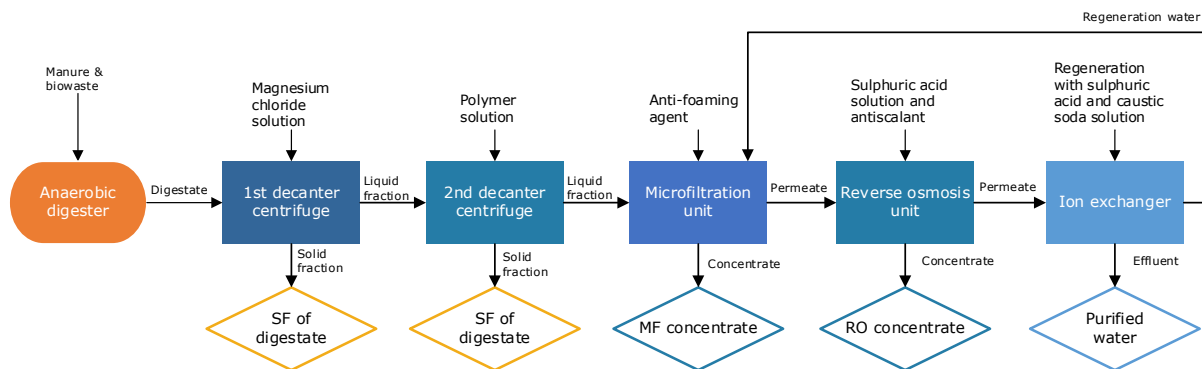 Regeneration water
Manure &
biowaste
Magnesium
chloride
solution
Polymer
solution
Anti-foaming
agent
Sulphuric acid
solution and
antiscalant
Regeneration
with sulphuric
acid and caustic
soda solution
Anaerobic
digester
Digestate
1st decanter
centrifuge
Liquid
fraction
2nd decanter
centrifuge
Liquid
fraction
Microfiltration
unit
Permeate
Reverse osmosis
unit
Permeate
Ion exchanger
Solid
fraction
Solid
fraction
Concentrate
Concentrate
Effluent
SF of
digestate
SF of
digestate
MF concentrate
RO concentrate
Purified
water